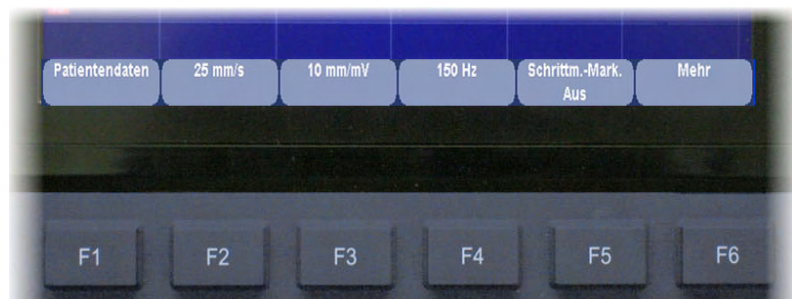 Patientendaten 25 mm/s 10 mm/mV 150 Hz Schrittm.-Mark. Mehr
Aus
F1 F2 F3 F4 F5 F6